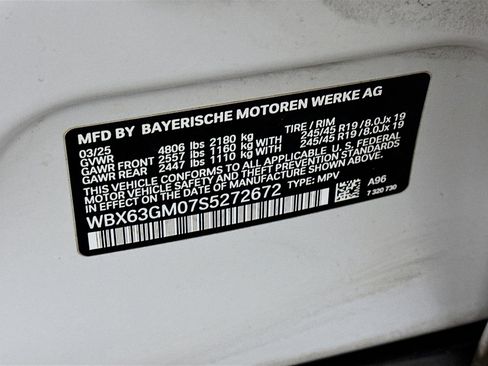 MFD BY BAYERISCHE MOTOREN WERKE AG
03/25 TIRE / RIM
GVWR 4806 lbs 2180 kg
GAWR FRONT 2557 lbs 1160 kg 245/45 R19 /8.0Jx 19
GAWR REAR 2447 lbs 1110 kg 245/45 R19 /8.0Jx 19
THIS VEHICLE CONFORMS TO ALL APPLICABLE U. S. FEDERAL
MOTOR VEHICLE SAFETY AND THEFT PREVENTION STANDARDS
IN EFFECT ON THE DATE OF MANUFACTURE SHOWN ABOVE.
WBX63GM07S5272672 TYPE: MPV
A96
7 320 730